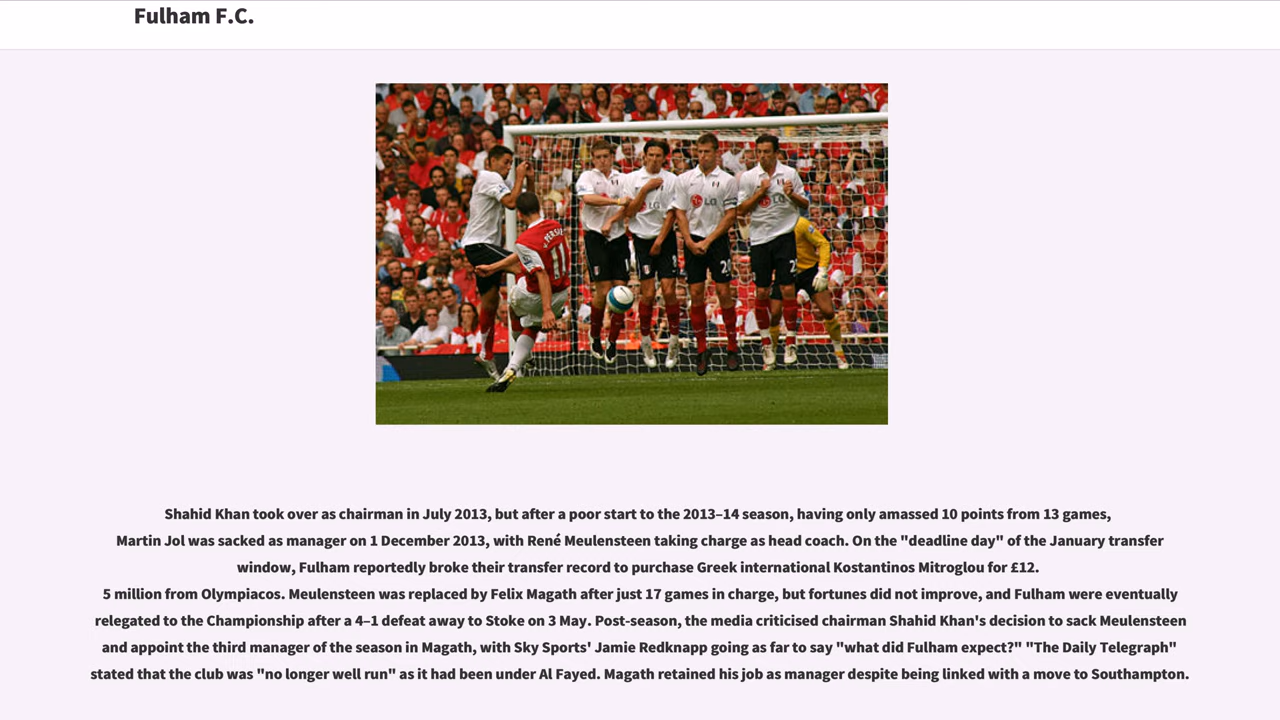 Fulham F.C.
V. PERSIE
11
LG
LG
LG
20
2
Shahid Khan took over as chairman in July 2013, but after a poor start to the 2013–14 season, having only amassed 10 points from 13 games,
Martin Jol was sacked as manager on 1 December 2013, with René Meulensteen taking charge as head coach. On the "deadline day" of the January transfer
window, Fulham reportedly broke their transfer record to purchase Greek international Kostantinos Mitroglou for £12.
5 million from Olympiacos. Meulensteen was replaced by Felix Magath after just 17 games in charge, but fortunes did not improve, and Fulham were eventually
relegated to the Championship after a 4–1 defeat away to Stoke on 3 May. Post-season, the media criticised chairman Shahid Khan's decision to sack Meulensteen
and appoint the third manager of the season in Magath, with Sky Sports' Jamie Redknapp going as far to say "what did Fulham expect?" "The Daily Telegraph"
stated that the club was "no longer well run" as it had been under Al Fayed. Magath retained his job as manager despite being linked with a move to Southampton.